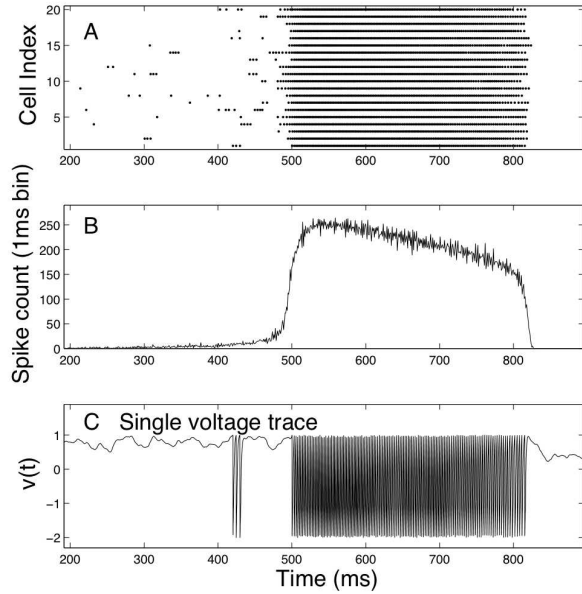 A
Cell Index
20
15
10
5
200 300 400 500 600 700 800
B
Spike count (1ms bin)
250
200
150
100
50
0
200 300 400 500 600 700 800
C Single voltage trace
v(t)
1
0
−1
−2
200 300 400 500 600 700 800
Time (ms)